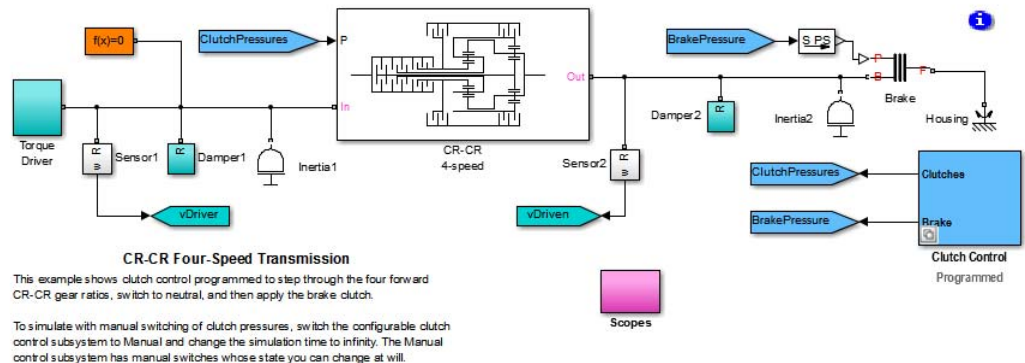 f(x)=0
ClutchPressures
P
BrakePressure
S PS
P
B
F
Brake
In
Out
Torque
Driver
w R
Sensor1
R
Damper1
Inertia1
CR-CR
4-speed
Sensor2
w R
Damper2
R
Inertia2
Housing
i
vDriver
vDriven
ClutchPressures
BrakePressure
Clutches
Brake
Clutch Control
Programmed
Scopes
CR-CR Four-Speed Transmission
This example shows clutch control programmed to step through the four forward
CR-CR gear ratios, switch to neutral, and then apply the brake clutch.
To simulate with manual switching of clutch pressures, switch the configurable clutch
control subsystem to Manual and change the simulation time to infinity. The Manual
control subsystem has manual switches whose state you can change at will.